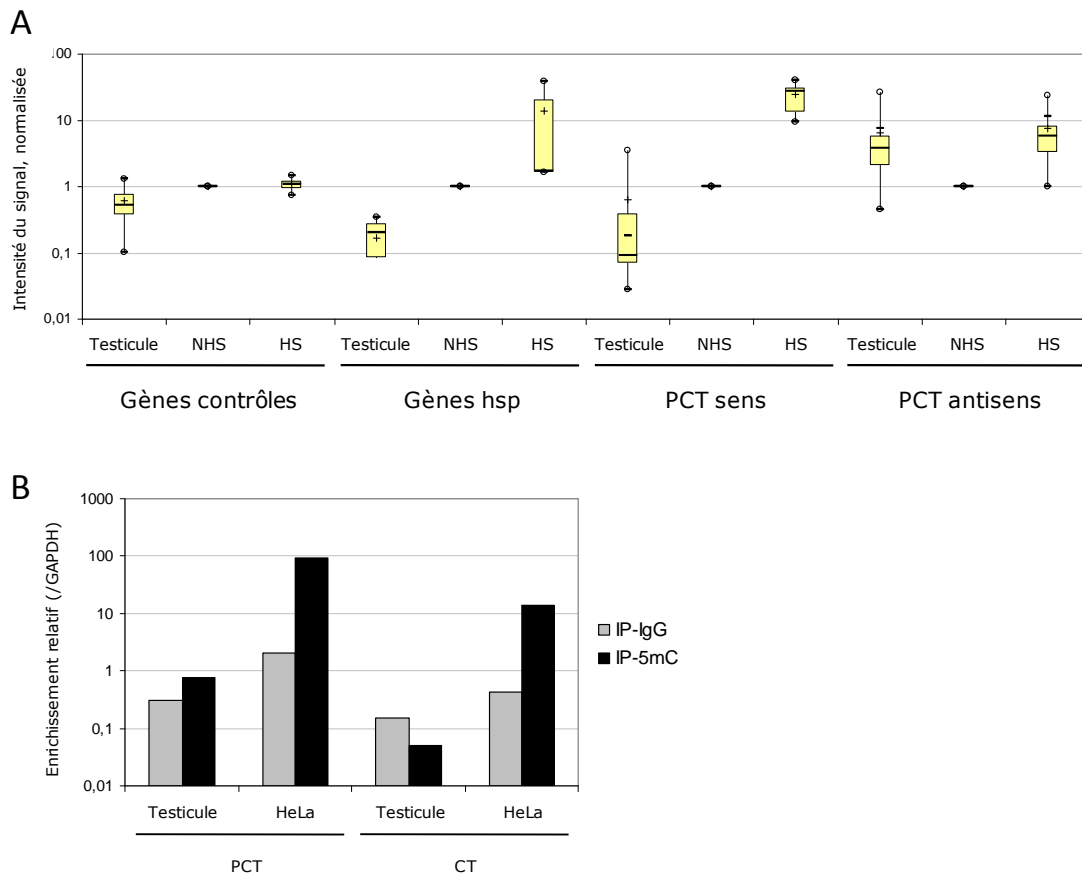 A
Intensité du signal, normalisée
100
10
1
0,1
0,01
Testicule NHS HS Testicule NHS HS Testicule NHS HS Testicule NHS HS
Gènes contrôles Gènes hsp PCT sens PCT antisens
B
Enrichissement relatif (/GAPDH)
1000
100
10
1
0,1
0,01
Testicule HeLa Testicule HeLa
PCT CT
IP-IgG
IP-5mC